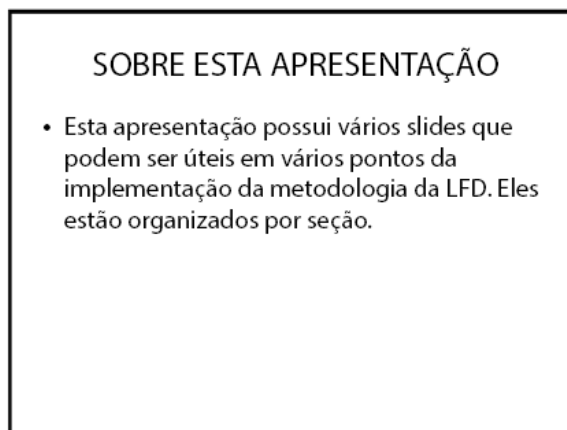 SOBRE ESTA APRESENTAÇÃO
• Esta apresentação possui vários slides que
podem ser úteis em vários pontos da
implementação da metodologia da LFD. Eles
estão organizados por seção.